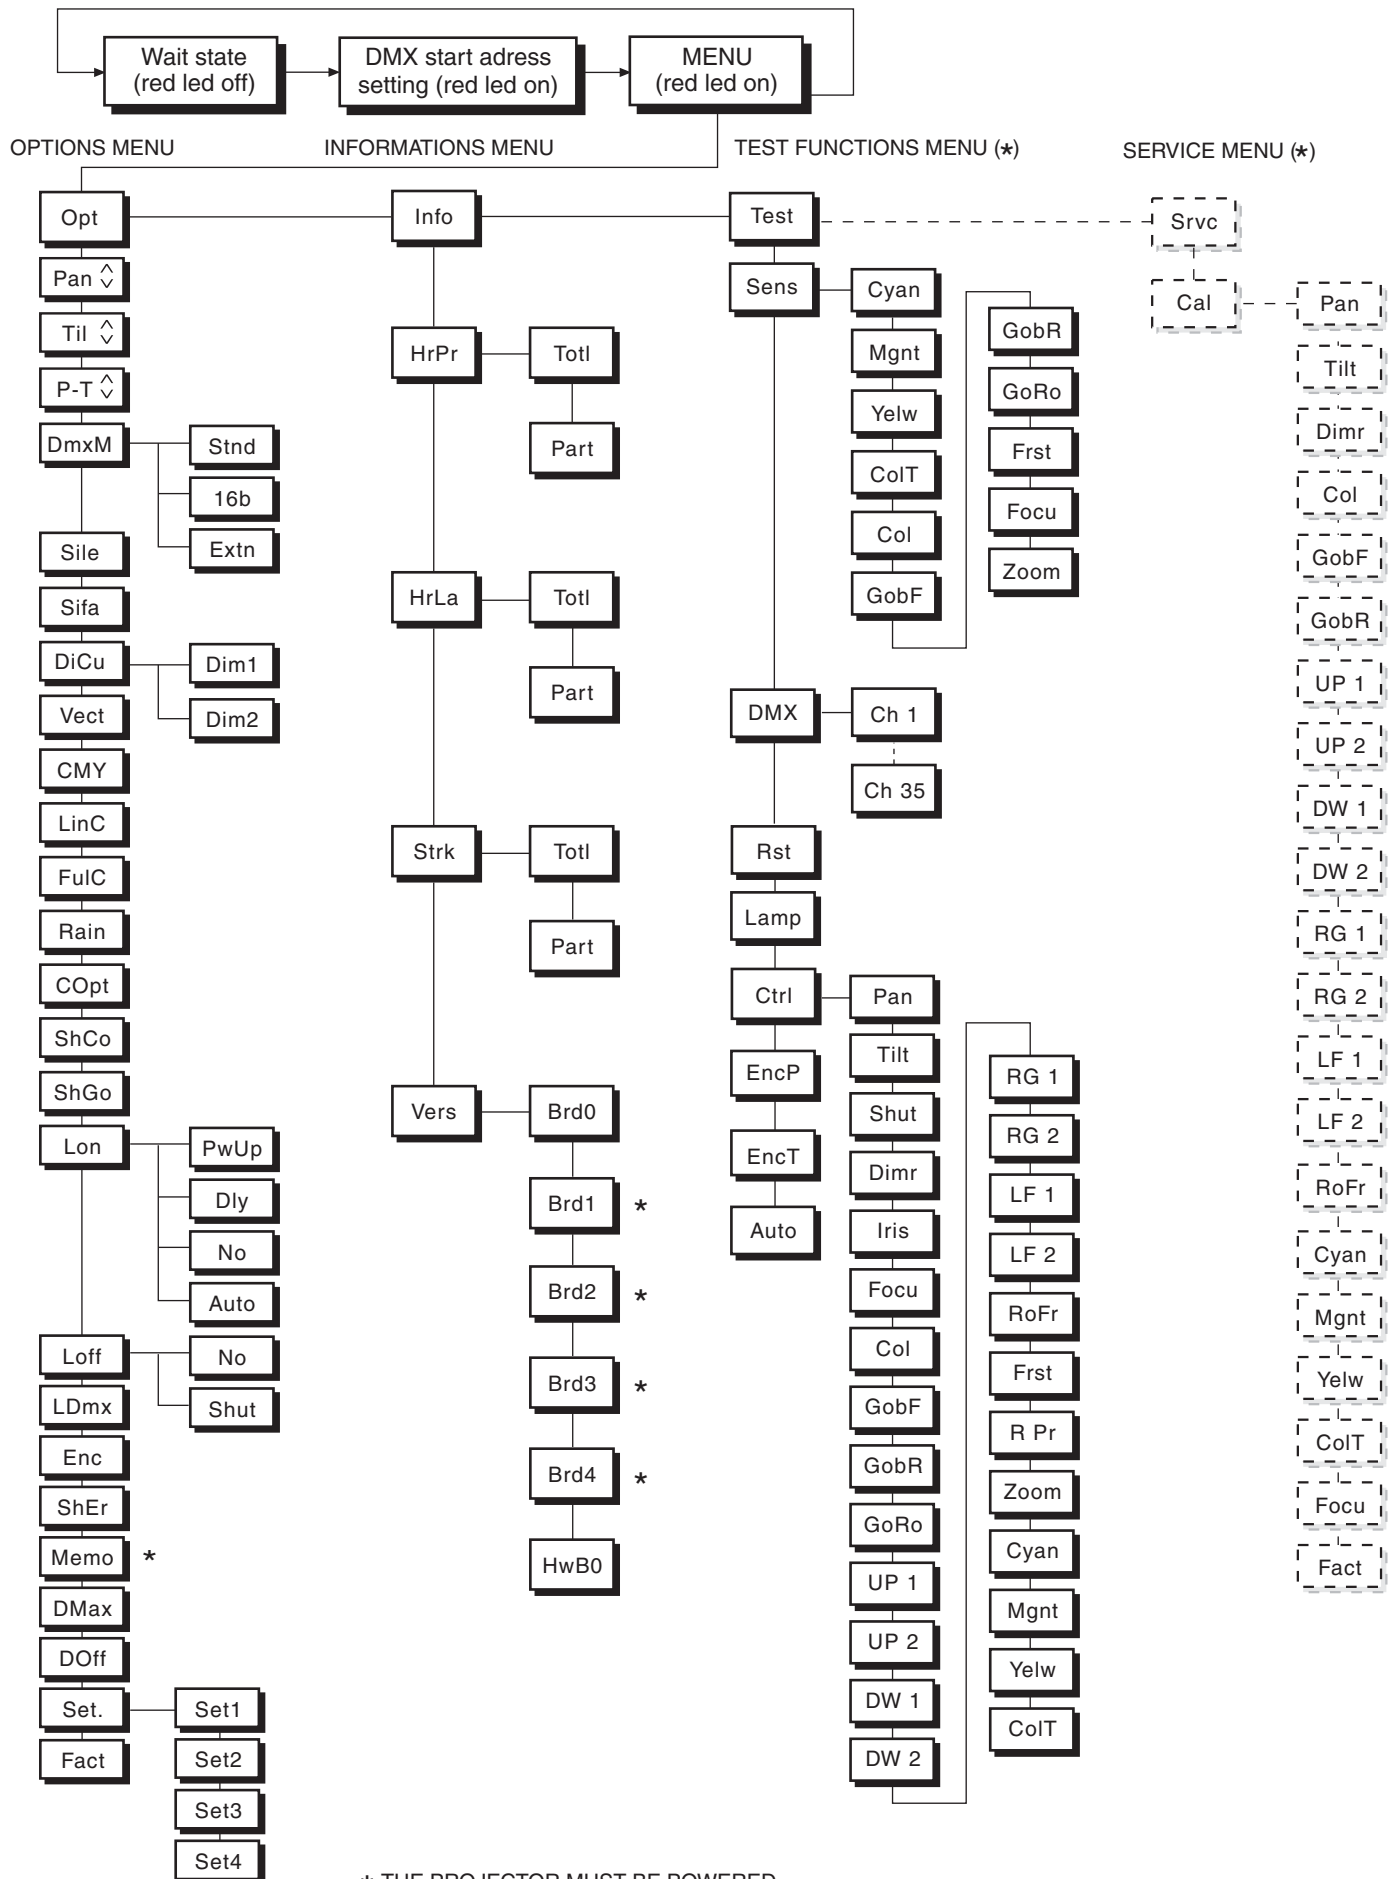 Wait state
(red led off)
DMX start adress
setting (red led on)
MENU
(red led on)
OPTIONS MENU
INFORMATIONS MENU
TEST FUNCTIONS MENU (*)
SERVICE MENU (*)
Opt
Pan
Til
P-T
DmxM
Stnd
16b
Extn
Sile
Sifa
DiCu
Dim1
Dim2
Vect
CMY
LinC
FulC
Rain
COpt
ShCo
ShGo
Lon
PwUp
Dly
No
Auto
Loff
No
Shut
LDmx
Enc
ShEr
Memo *
DMax
DOff
Set.
Set1
Set2
Set3
Set4
Fact
Info
HrPr
Totl
Part
HrLa
Totl
Part
Strk
Totl
Part
Vers
Brd0
Brd1 *
Brd2 *
Brd3 *
Brd4 *
HwB0
Test
Sens
Cyan
Mgnt
Yelw
ColT
Col
GobF
GobR
GoRo
Frst
Focu
Zoom
DMX
Ch 1
Ch 35
Rst
Lamp
Ctrl
Pan
Tilt
Shut
Dimr
Iris
Focu
Col
GobF
GobR
GoRo
UP 1
UP 2
DW 1
DW 2
RG 1
RG 2
LF 1
LF 2
RoFr
Frst
R Pr
Zoom
Cyan
Mgnt
Yelw
ColT
EncP
EncT
Auto
Srvc
Cal
Pan
Tilt
Dimr
Col
GobF
GobR
UP 1
UP 2
DW 1
DW 2
RG 1
RG 2
LF 1
LF 2
RoFr
Cyan
Mgnt
Yelw
ColT
Focu
Fact
* THE PROJECTOR MUST BE POWERED